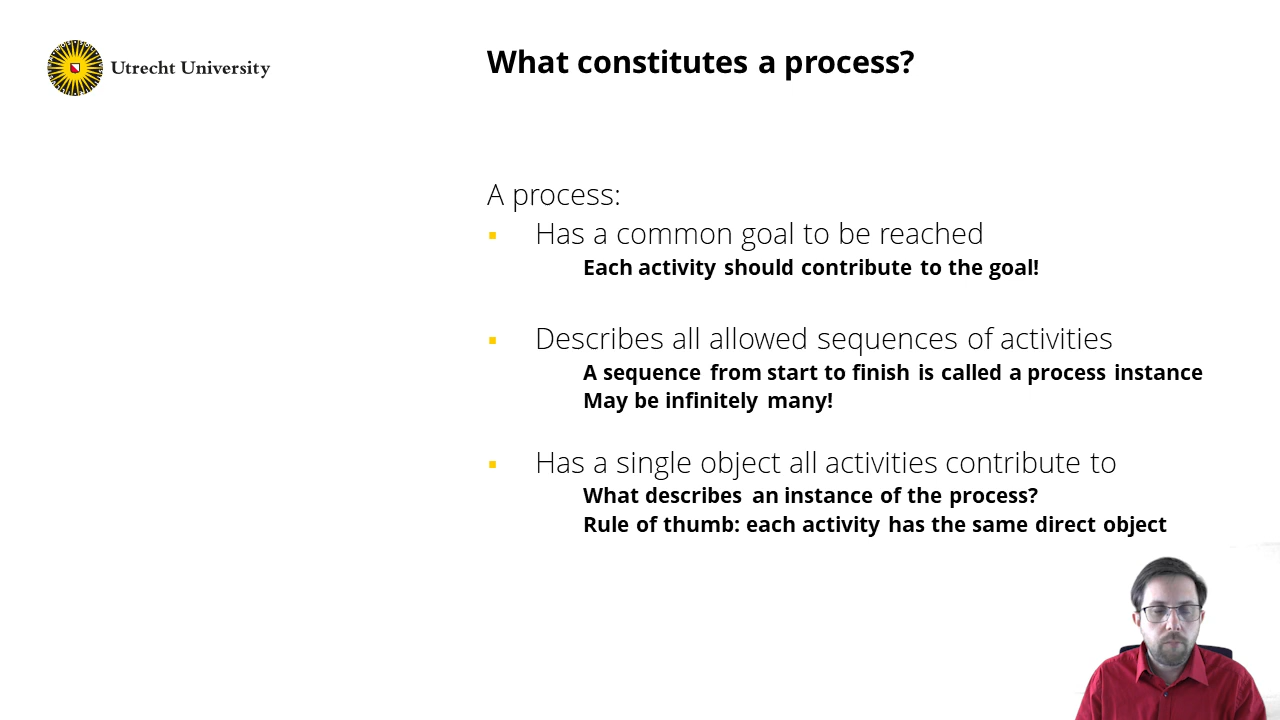 Utrecht University
What constitutes a process?
A process:
Has a common goal to be reached
Each activity should contribute to the goal!
Describes all allowed sequences of activities
A sequence from start to finish is called a process instance
May be infinitely many!
Has a single object all activities contribute to
What describes an instance of the process?
Rule of thumb: each activity has the same direct object